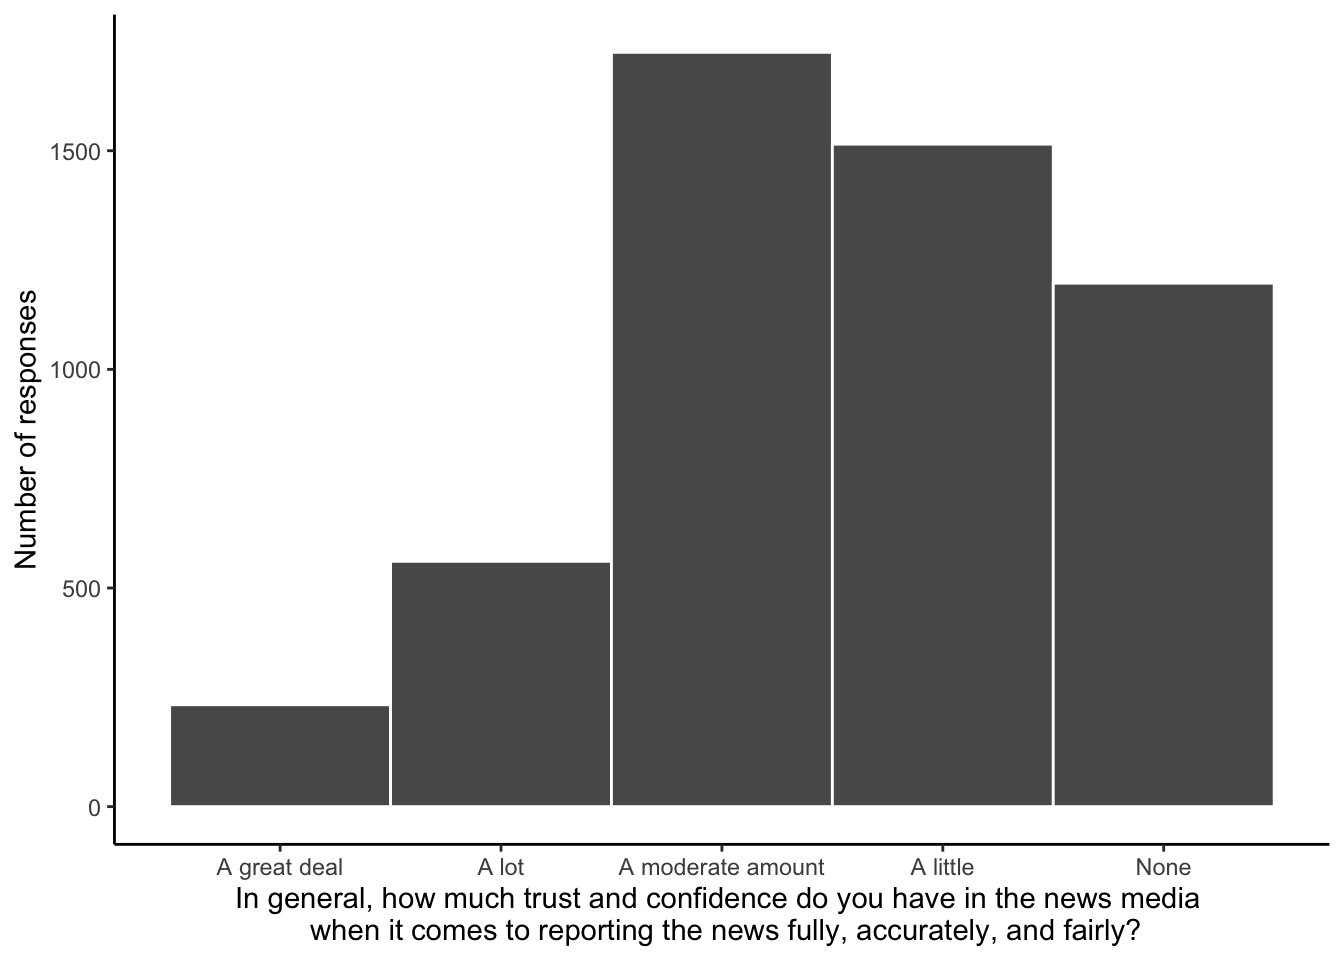 Number of responses
1500
1000
500
0
A great deal
A lot
A moderate amount
A little
None
In general, how much trust and confidence do you have in the news media
when it comes to reporting the news fully, accurately, and fairly?